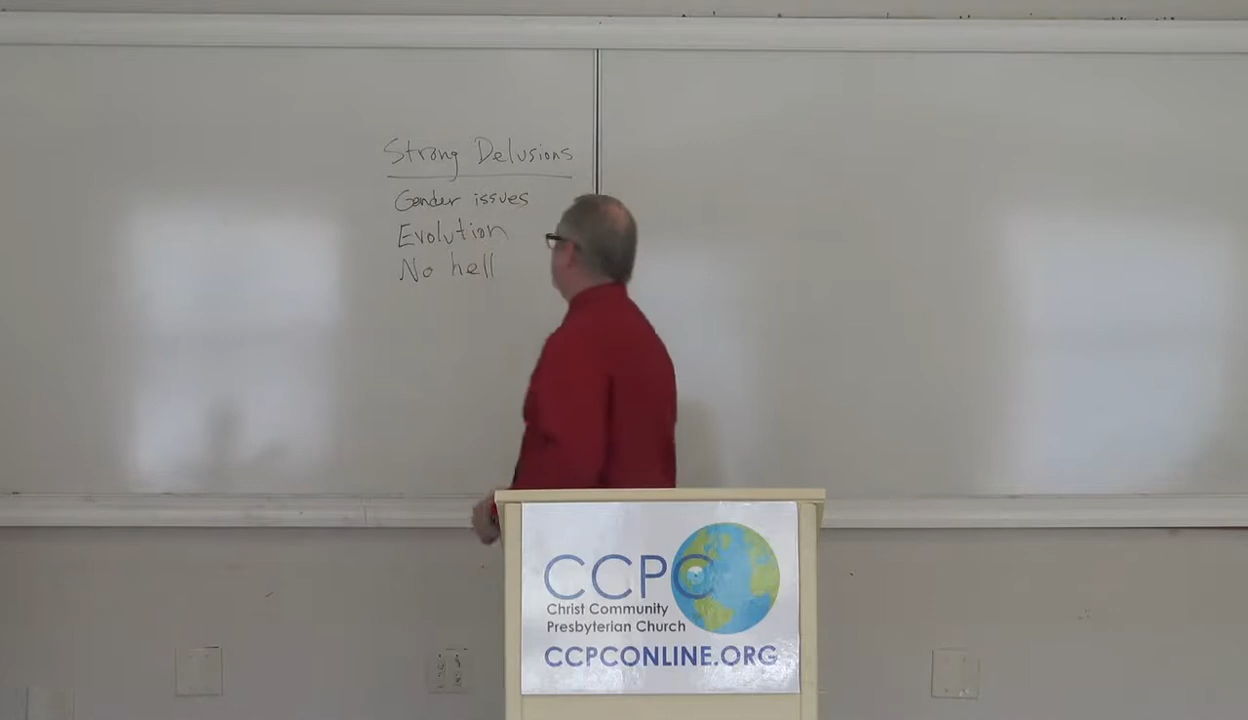 Strong Delusions
Gender issues
Evolution
No hell
CCPC
Christ Community
Presbyterian Church
CCPCONLINE.ORG